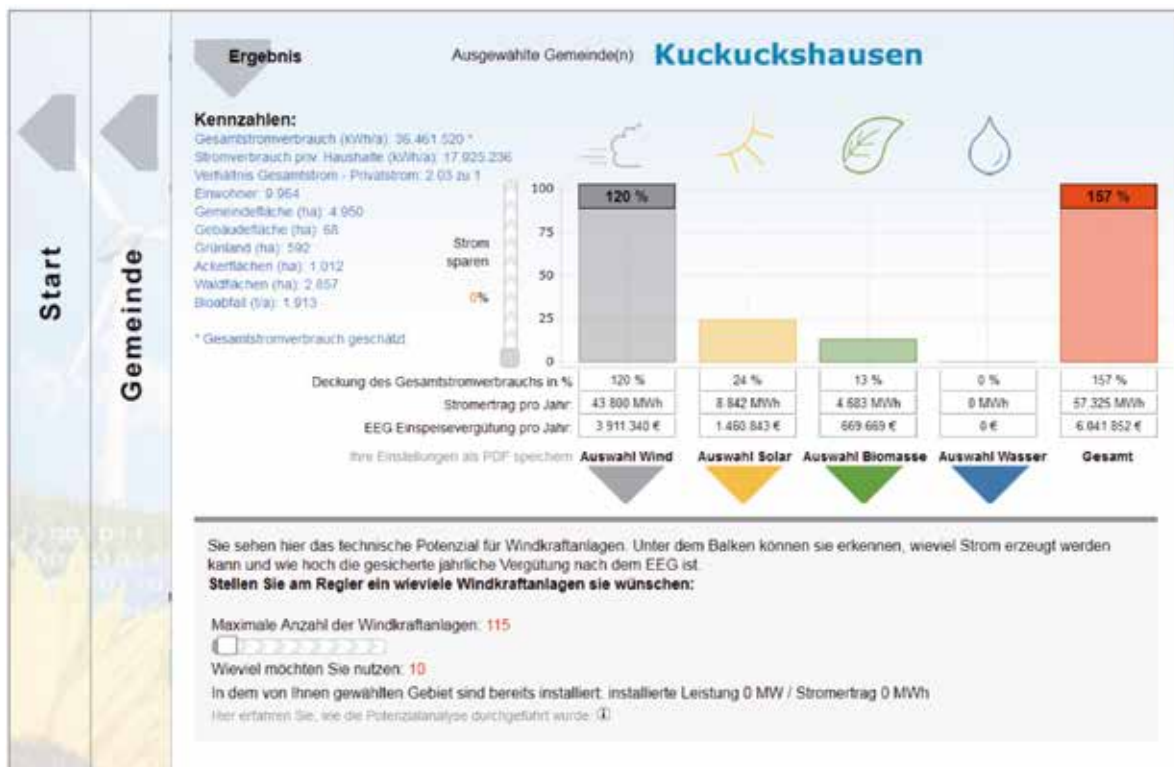 Start
Gemeinde
Ergebnis
Ausgewählte Gemeinde(n) Kuckuckshausen
Kennzahlen:
Gesamtstromverbrauch (kWh/a): 36.461.520 *
Stromverbrauch priv. Haushalte (kWh/a): 17.925.236
Verhältnis Gesamtstrom - Privatstrom: 2.03 zu 1
Einwohner: 9.964
Gemeindefläche (ha): 4.950
Gebäudefläche (ha): 68
Grünland (ha): 592
Ackerflächen (ha): 1.012
Waldflächen (ha): 2.857
Bioabfall (t/a): 1.913
* Gesamtstromverbrauch geschätzt
Strom
sparen
0%
100
75
50
25
0
120 %
157 %
Deckung des Gesamtstromverbrauchs in % 120 % 24 % 13 % 0 % 157 %
Stromertrag pro Jahr: 43 800 MWh 8.842 MWh 4.683 MWh 0 MWh 57.325 MWh
EEG Einspeisevergütung pro Jahr: 3 911 340 € 1.460 843 € 669 669 € 0 € 6.041 852 €
Ihre Einstellungen als PDF speichern Auswahl Wind Auswahl Solar Auswahl Biomasse Auswahl Wasser Gesamt
Sie sehen hier das technische Potenzial für Windkraftanlagen. Unter dem Balken können sie erkennen, wieviel Strom erzeugt werden
kann und wie hoch die gesicherte jährliche Vergütung nach dem EEG ist.
Stellen Sie am Regler ein wieviele Windkraftanlagen sie wünschen:
Maximale Anzahl der Windkraftanlagen: 115
Wieviel möchten Sie nutzen: 10
In dem von Ihnen gewählten Gebiet sind bereits installiert: installierte Leistung 0 MW / Stromertrag 0 MWh
Hier erfahren Sie, wie die Potenzialanalyse durchgeführt wurde: